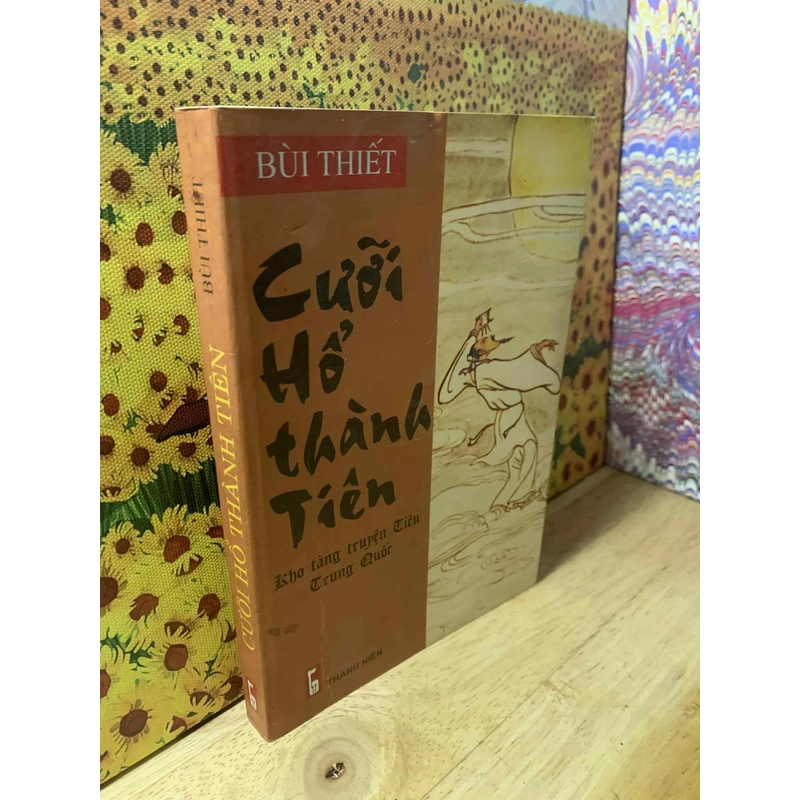 BÙI THIẾT
Cưỡi
Hổ
thành
Tiên
Kho tàng truyện Tiên
Trung Quốc
THANH NIÊN
BÙI THIẾT
CƯỠI HỔ THÀNH TIÊN